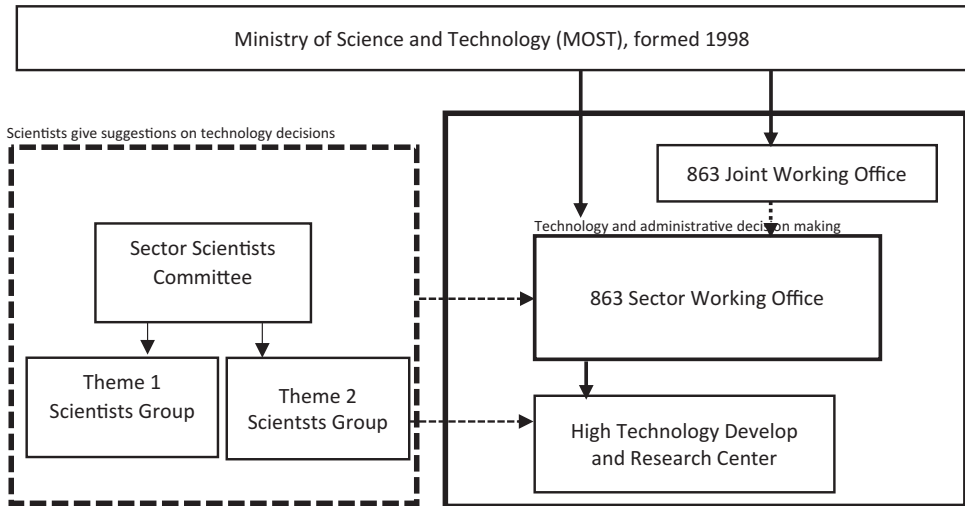 Ministry of Science and Technology (MOST), formed 1998
Scientists give suggestions on technology decisions
863 Joint Working Office
Technology and administrative decision making
Sector Scientists
Committee
863 Sector Working Office
Theme 1
Scientists Group
Theme 2
Scientsts Group
High Technology Develop
and Research Center